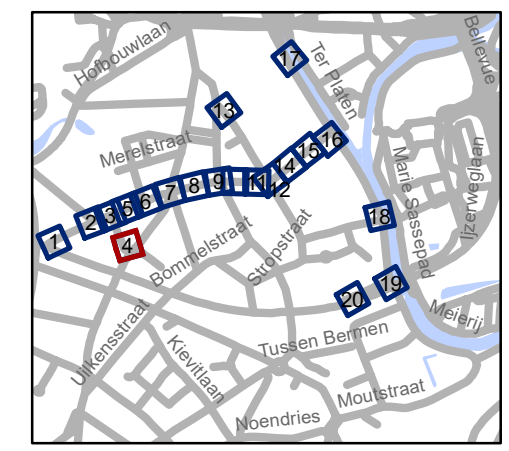 Hofbouwlaan
Ter Platen
Bellevue
17
13
Merelstraat
16
15
14
Marie Sassepad
Ijzerweglaan
1
2
3
5
6
7
8
9
11
12
4
18
Bommelstraat
Stropstraat
19
20
Meierij
Uilkensstraat
Kievitlaan
Tussen Bermen
Moutstraat
Noendries